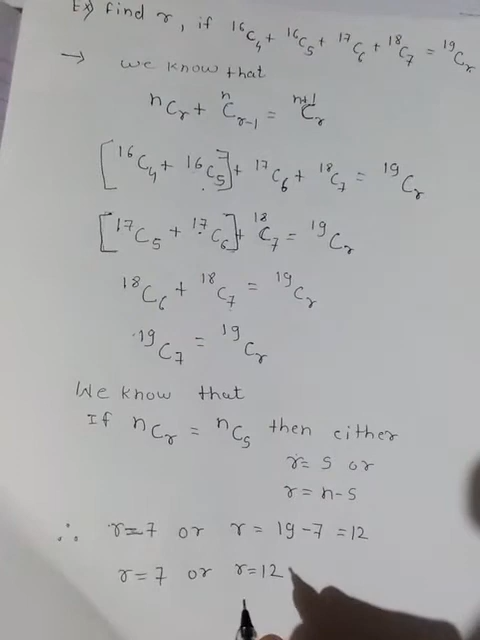 Ex) find r, if ¹⁶C₄ + ¹⁶C₅ + ¹⁷C₆ + ¹⁸C₇ = ¹⁹Cᵣ
→ we know that
ⁿCᵣ + ⁿCᵣ₋₁ = ⁿ⁺¹Cᵣ
[¹⁶C₄ + ¹⁶C₅] + ¹⁷C₆ + ¹⁸C₇ = ¹⁹Cᵣ
[¹⁷C₅ + ¹⁷C₆] + ¹⁸C₇ = ¹⁹Cᵣ
¹⁸C₆ + ¹⁸C₇ = ¹⁹Cᵣ
¹⁹C₇ = ¹⁹Cᵣ
We know that
If ⁿCᵣ = ⁿCₛ then either
r = s or
r = n-s
∴ r=7 or r = 19-7 = 12
r=7 or r=12